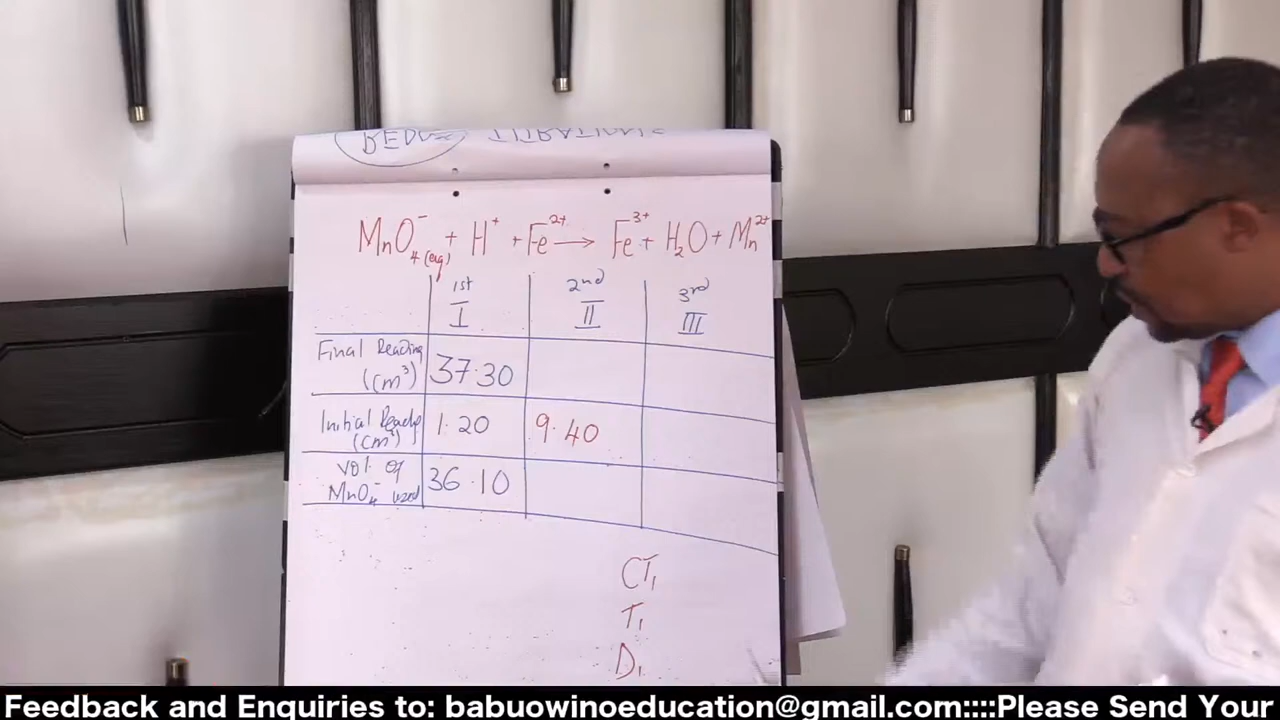 REDOX TITRATIONS
MnO₄⁻(aq) + H⁺ + Fe²⁺ → Fe³⁺ + H₂O + Mn²⁺
1st 2nd 3rd
I II III
Final Reading (cm³) 37.30
Initial Reading (cm³) 1.20 9.40
Vol. of MnO₄⁻ used 36.10
CT₁
T₁
D₁
Feedback and Enquiries to: babuowinoeducation@gmail.com::::Please Send Your